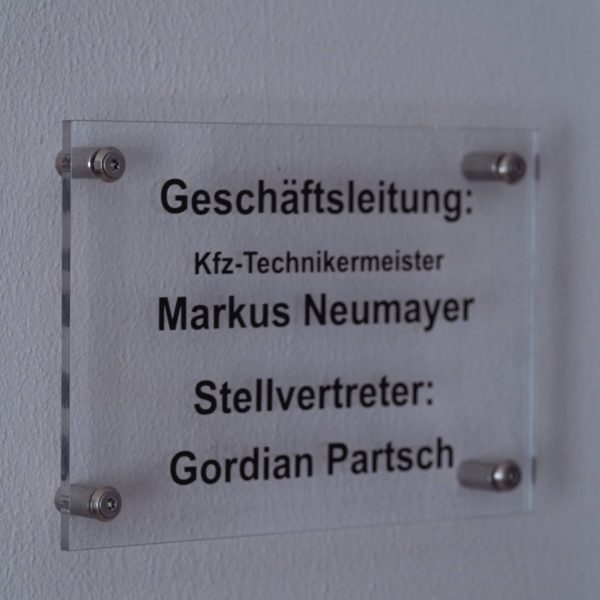 Geschäftsleitung:
Kfz-Technikermeister
Markus Neumayer
Stellvertreter:
Gordian Partsch